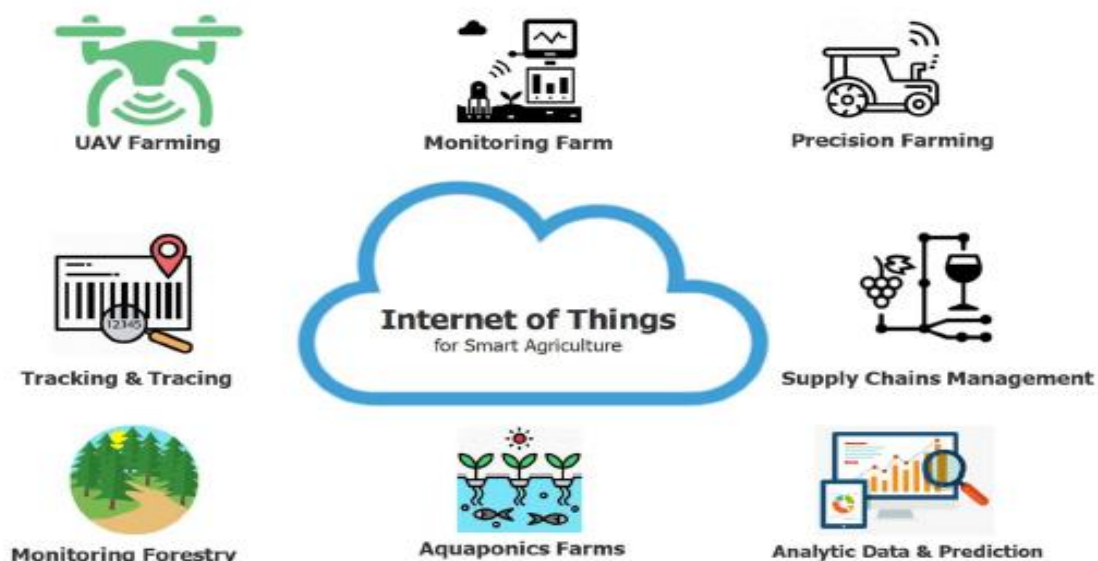 UAV Farming
Monitoring Farm
Precision Farming
12345
Internet of Things
for Smart Agriculture
Tracking & Tracing
Supply Chains Management
Monitoring Forestry
Aquaponics Farms
Analytic Data & Prediction